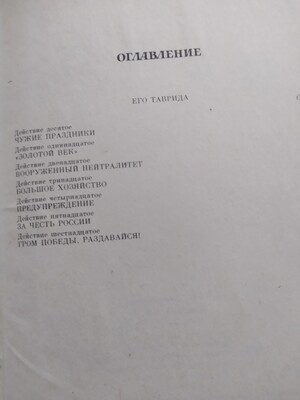 ОГЛАВЛЕНИЕ
ЕГО ТАВРИДА
Действие десятое
ЧУЖИЕ ПРАЗДНИКИ
Действие одиннадцатое
«ЗОЛОТОЙ ВЕК»
Действие двенадцатое
ВООРУЖЕННЫЙ НЕЙТРАЛИТЕТ
Действие тринадцатое
БОЛЬШОЕ ХОЗЯЙСТВО
Действие четырнадцатое
ПРЕДУПРЕЖДЕНИЕ
Действие пятнадцатое
ЗА ЧЕСТЬ РОССИИ
Действие шестнадцатое
ГРОМ ПОБЕДЫ, РАЗДАВАЙСЯ!